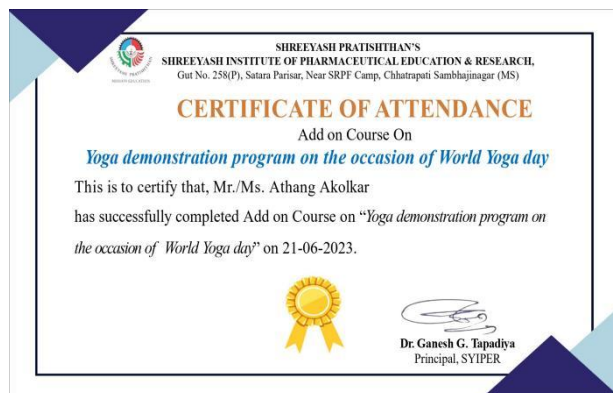 SHREEYASH PRATISHTHAN'S
SHREEYASH INSTITUTE OF PHARMACEUTICAL EDUCATION & RESEARCH,
Gut No. 258(P), Satara Parisar, Near SRPF Camp, Chhatrapati Sambhajinagar (MS)
CERTIFICATE OF ATTENDANCE
Add on Course On
Yoga demonstration program on the occasion of World Yoga day
This is to certify that, Mr./Ms. Athang Akolkar
has successfully completed Add on Course on “Yoga demonstration program on
the occasion of World Yoga day” on 21-06-2023.
Dr. Ganesh G. Tapadiya
Principal, SYIPER